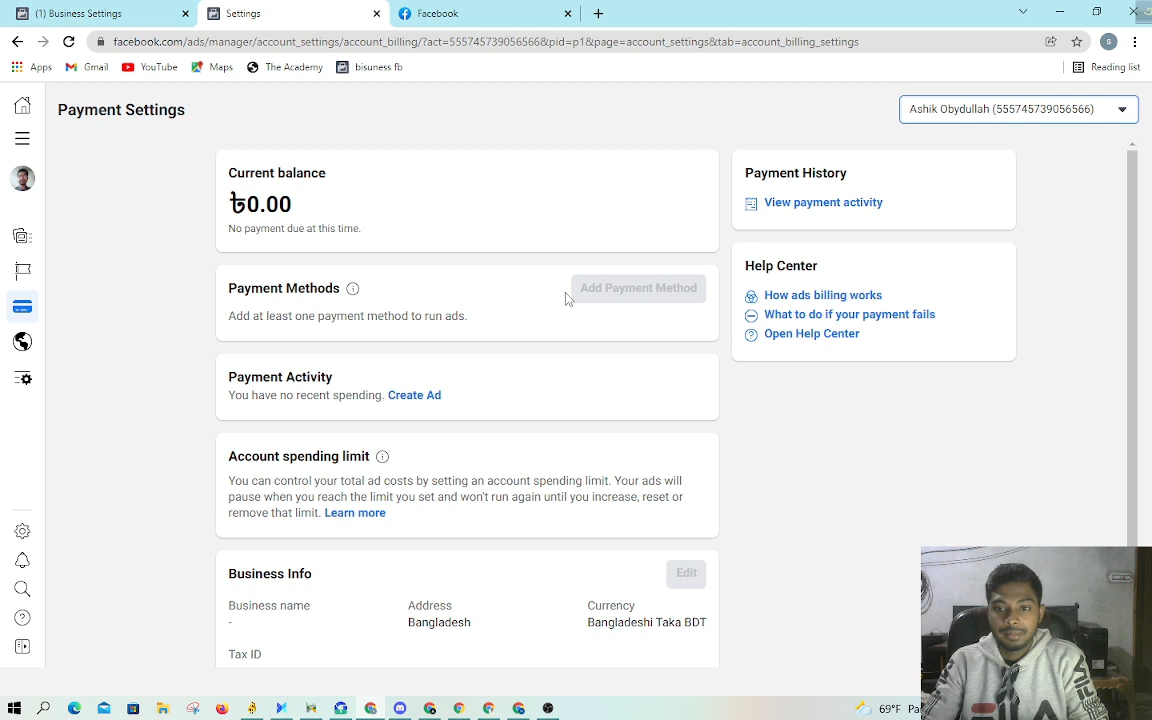 (1) Business Settings
Settings
Facebook
facebook.com/ads/manager/account_settings/account_billing/?act=555745739056566&pid=p1&page=account_settings&tab=account_billing_settings
S
Apps
Gmail
YouTube
Maps
The Academy
bisuness fb
Reading list
Payment Settings
Ashik Obydullah (555745739056566)
Current balance
৳0.00
No payment due at this time.
Payment History
View payment activity
Payment Methods
Add Payment Method
Add at least one payment method to run ads.
Help Center
How ads billing works
What to do if your payment fails
Open Help Center
Payment Activity
You have no recent spending. Create Ad
Account spending limit
You can control your total ad costs by setting an account spending limit. Your ads will
pause when you reach the limit you set and won't run again until you increase, reset or
remove that limit. Learn more
Business Info
Edit
Business name
Address
Currency
-
Bangladesh
Bangladeshi Taka BDT
Tax ID
69°F Pa
FILA